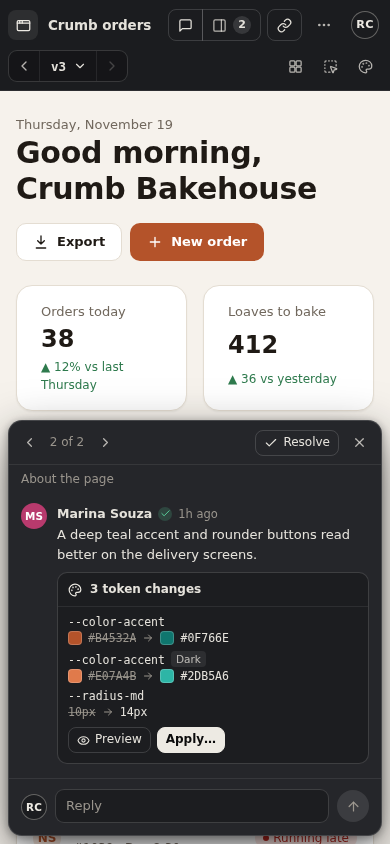 Crumb orders
2
RC
v3
Thursday, November 19
Good morning,
Crumb Bakehouse
Export
New order
Orders today
38
▲ 12% vs last
Thursday
Loaves to bake
412
▲ 36 vs yesterday
2 of 2
Resolve
About the page
MS
Marina Souza
1h ago
A deep teal accent and rounder buttons read
better on the delivery screens.
3 token changes
--color-accent
#B4532A → #0F766E
--color-accent Dark
#E07A4B → #2DB5A6
--radius-md
10px → 14px
Preview
Apply…
RC
Reply
NS
Running late